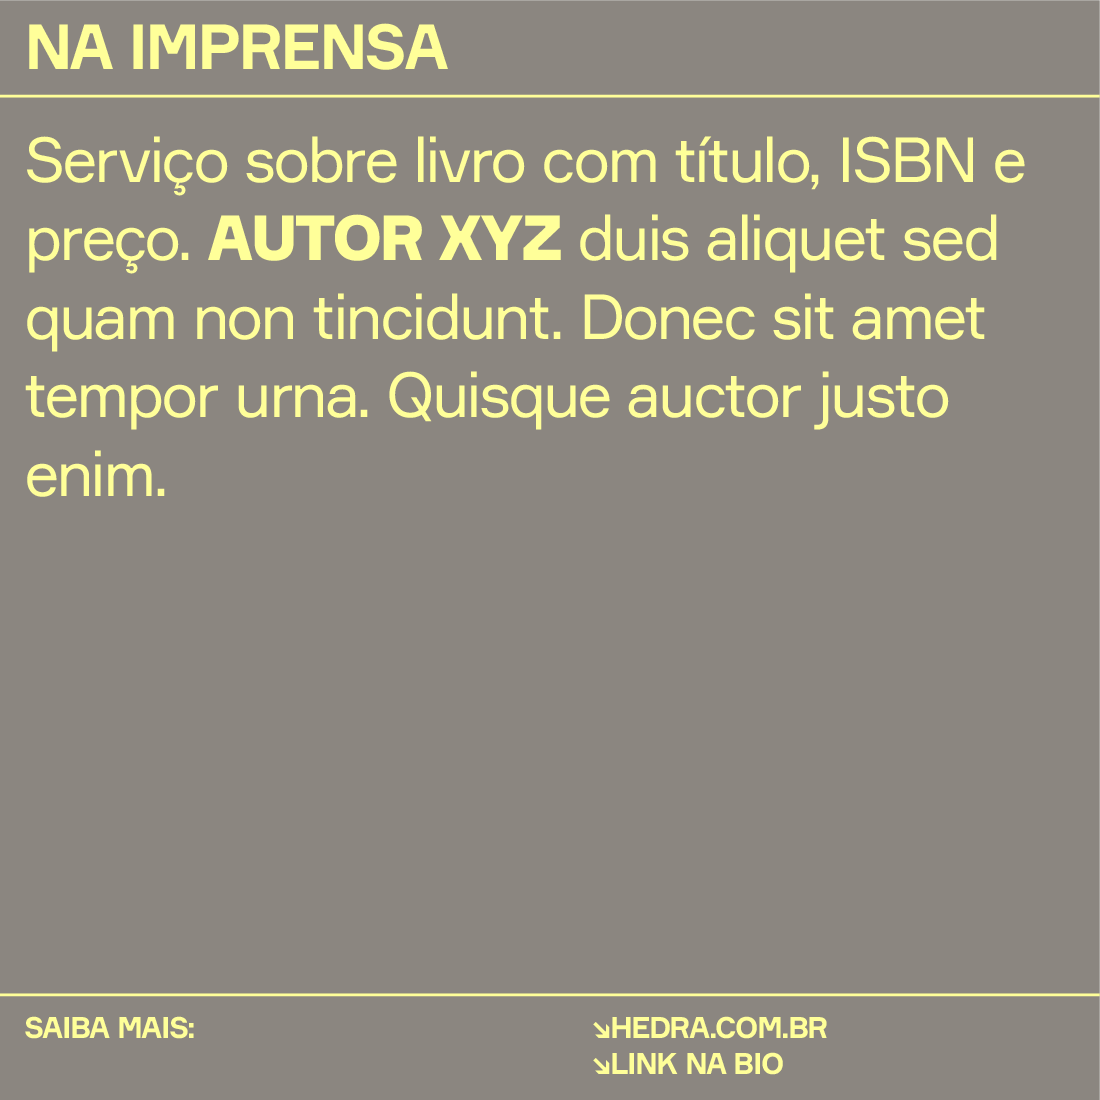 NA IMPRENSA
Serviço sobre livro com título, ISBN e
preço. AUTOR XYZ duis aliquet sed
quam non tincidunt. Donec sit amet
tempor urna. Quisque auctor justo
enim.
SAIBA MAIS:
↘HEDRA.COM.BR
↘LINK NA BIO